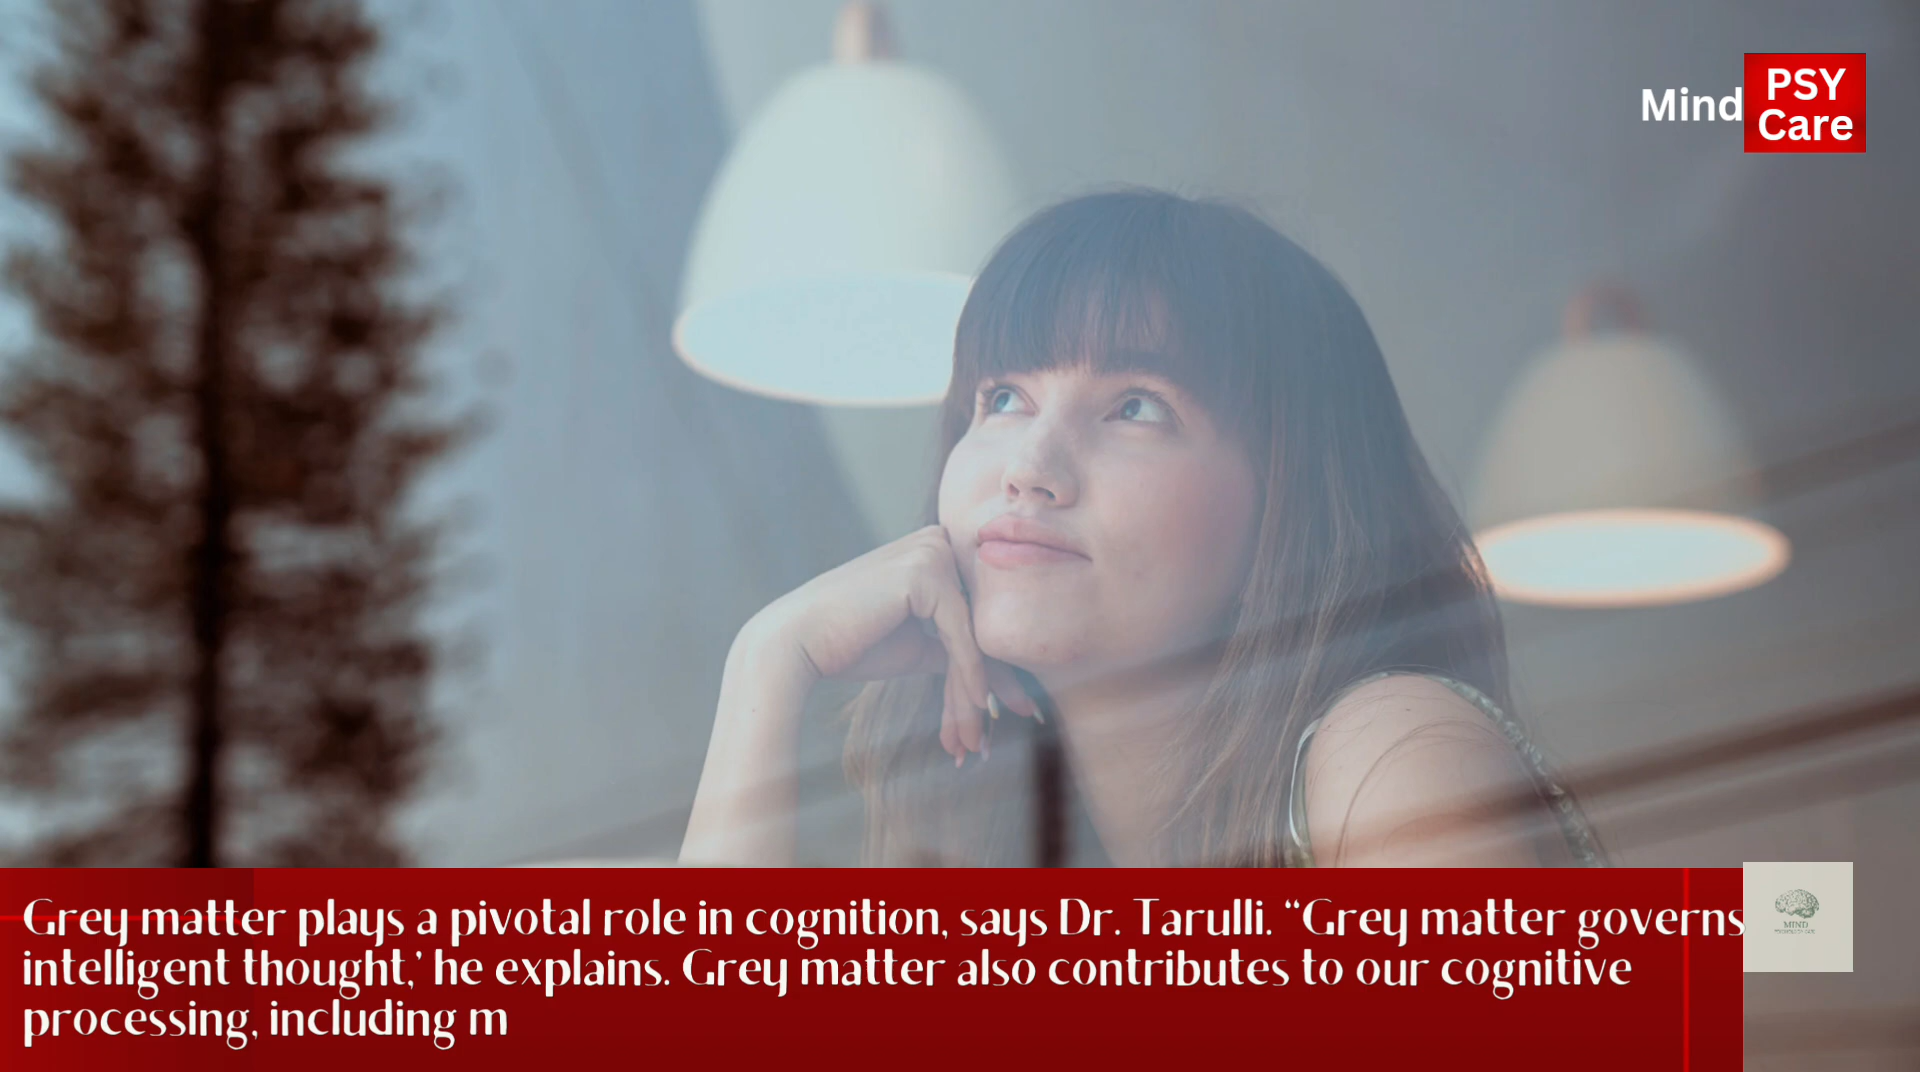 Mind
PSY
Care
Grey matter plays a pivotal role in cognition, says Dr. Tarulli. “Grey matter governs
intelligent thought,’ he explains. Grey matter also contributes to our cognitive
processing, including m
MIND